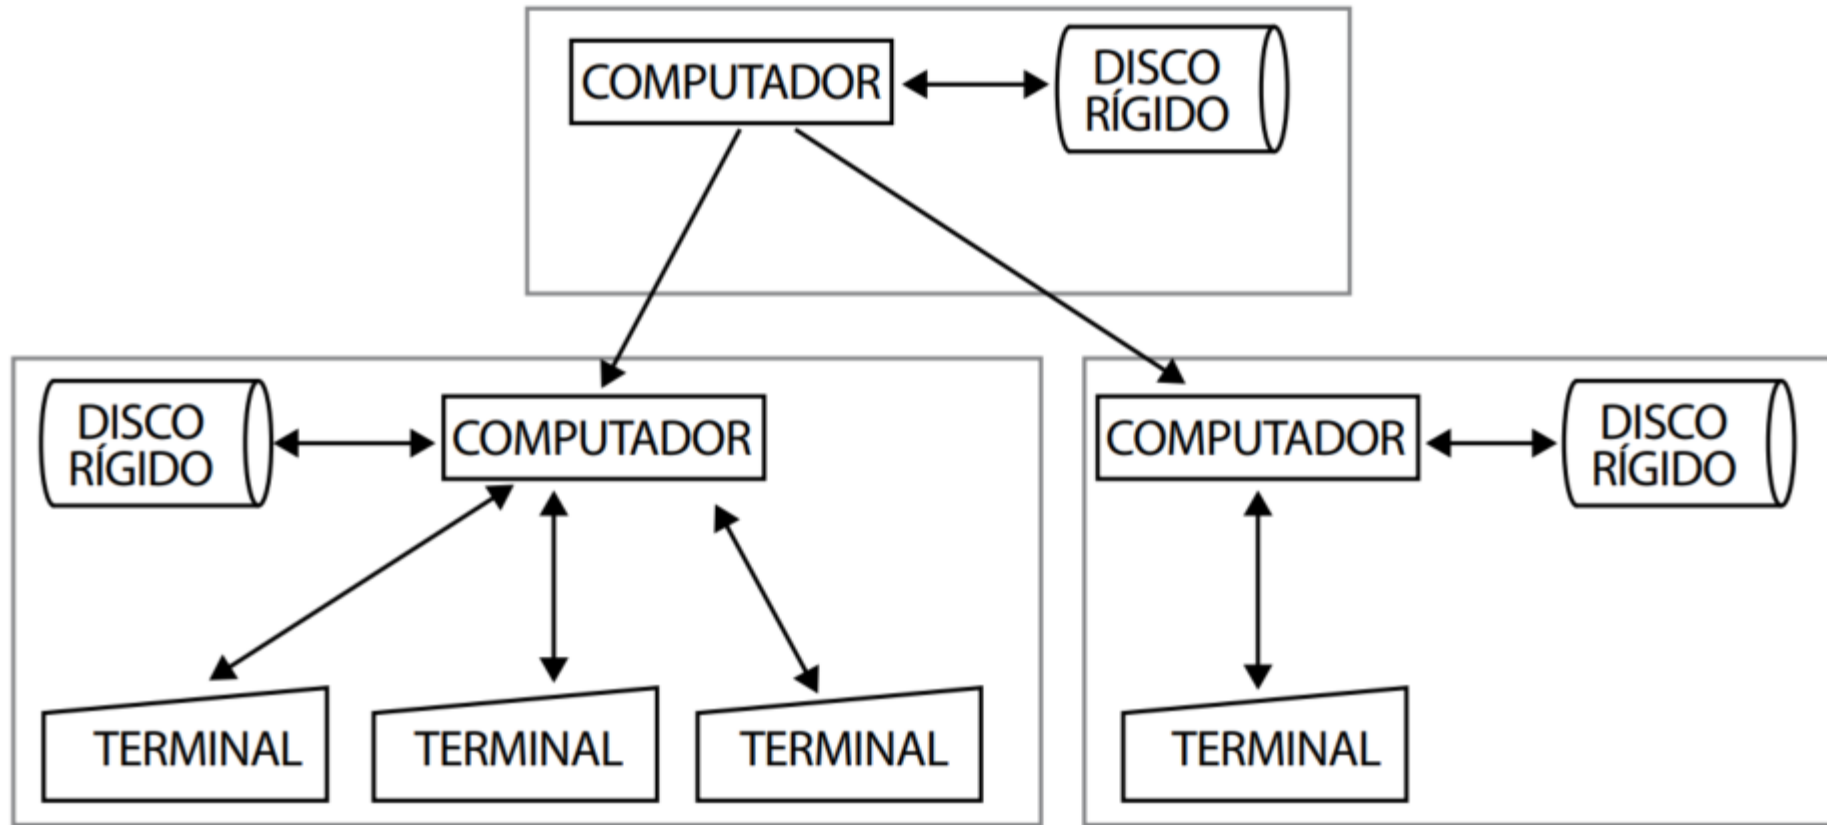 COMPUTADOR
DISCO
RÍGIDO
DISCO
RÍGIDO
COMPUTADOR
COMPUTADOR
DISCO
RÍGIDO
TERMINAL
TERMINAL
TERMINAL
TERMINAL